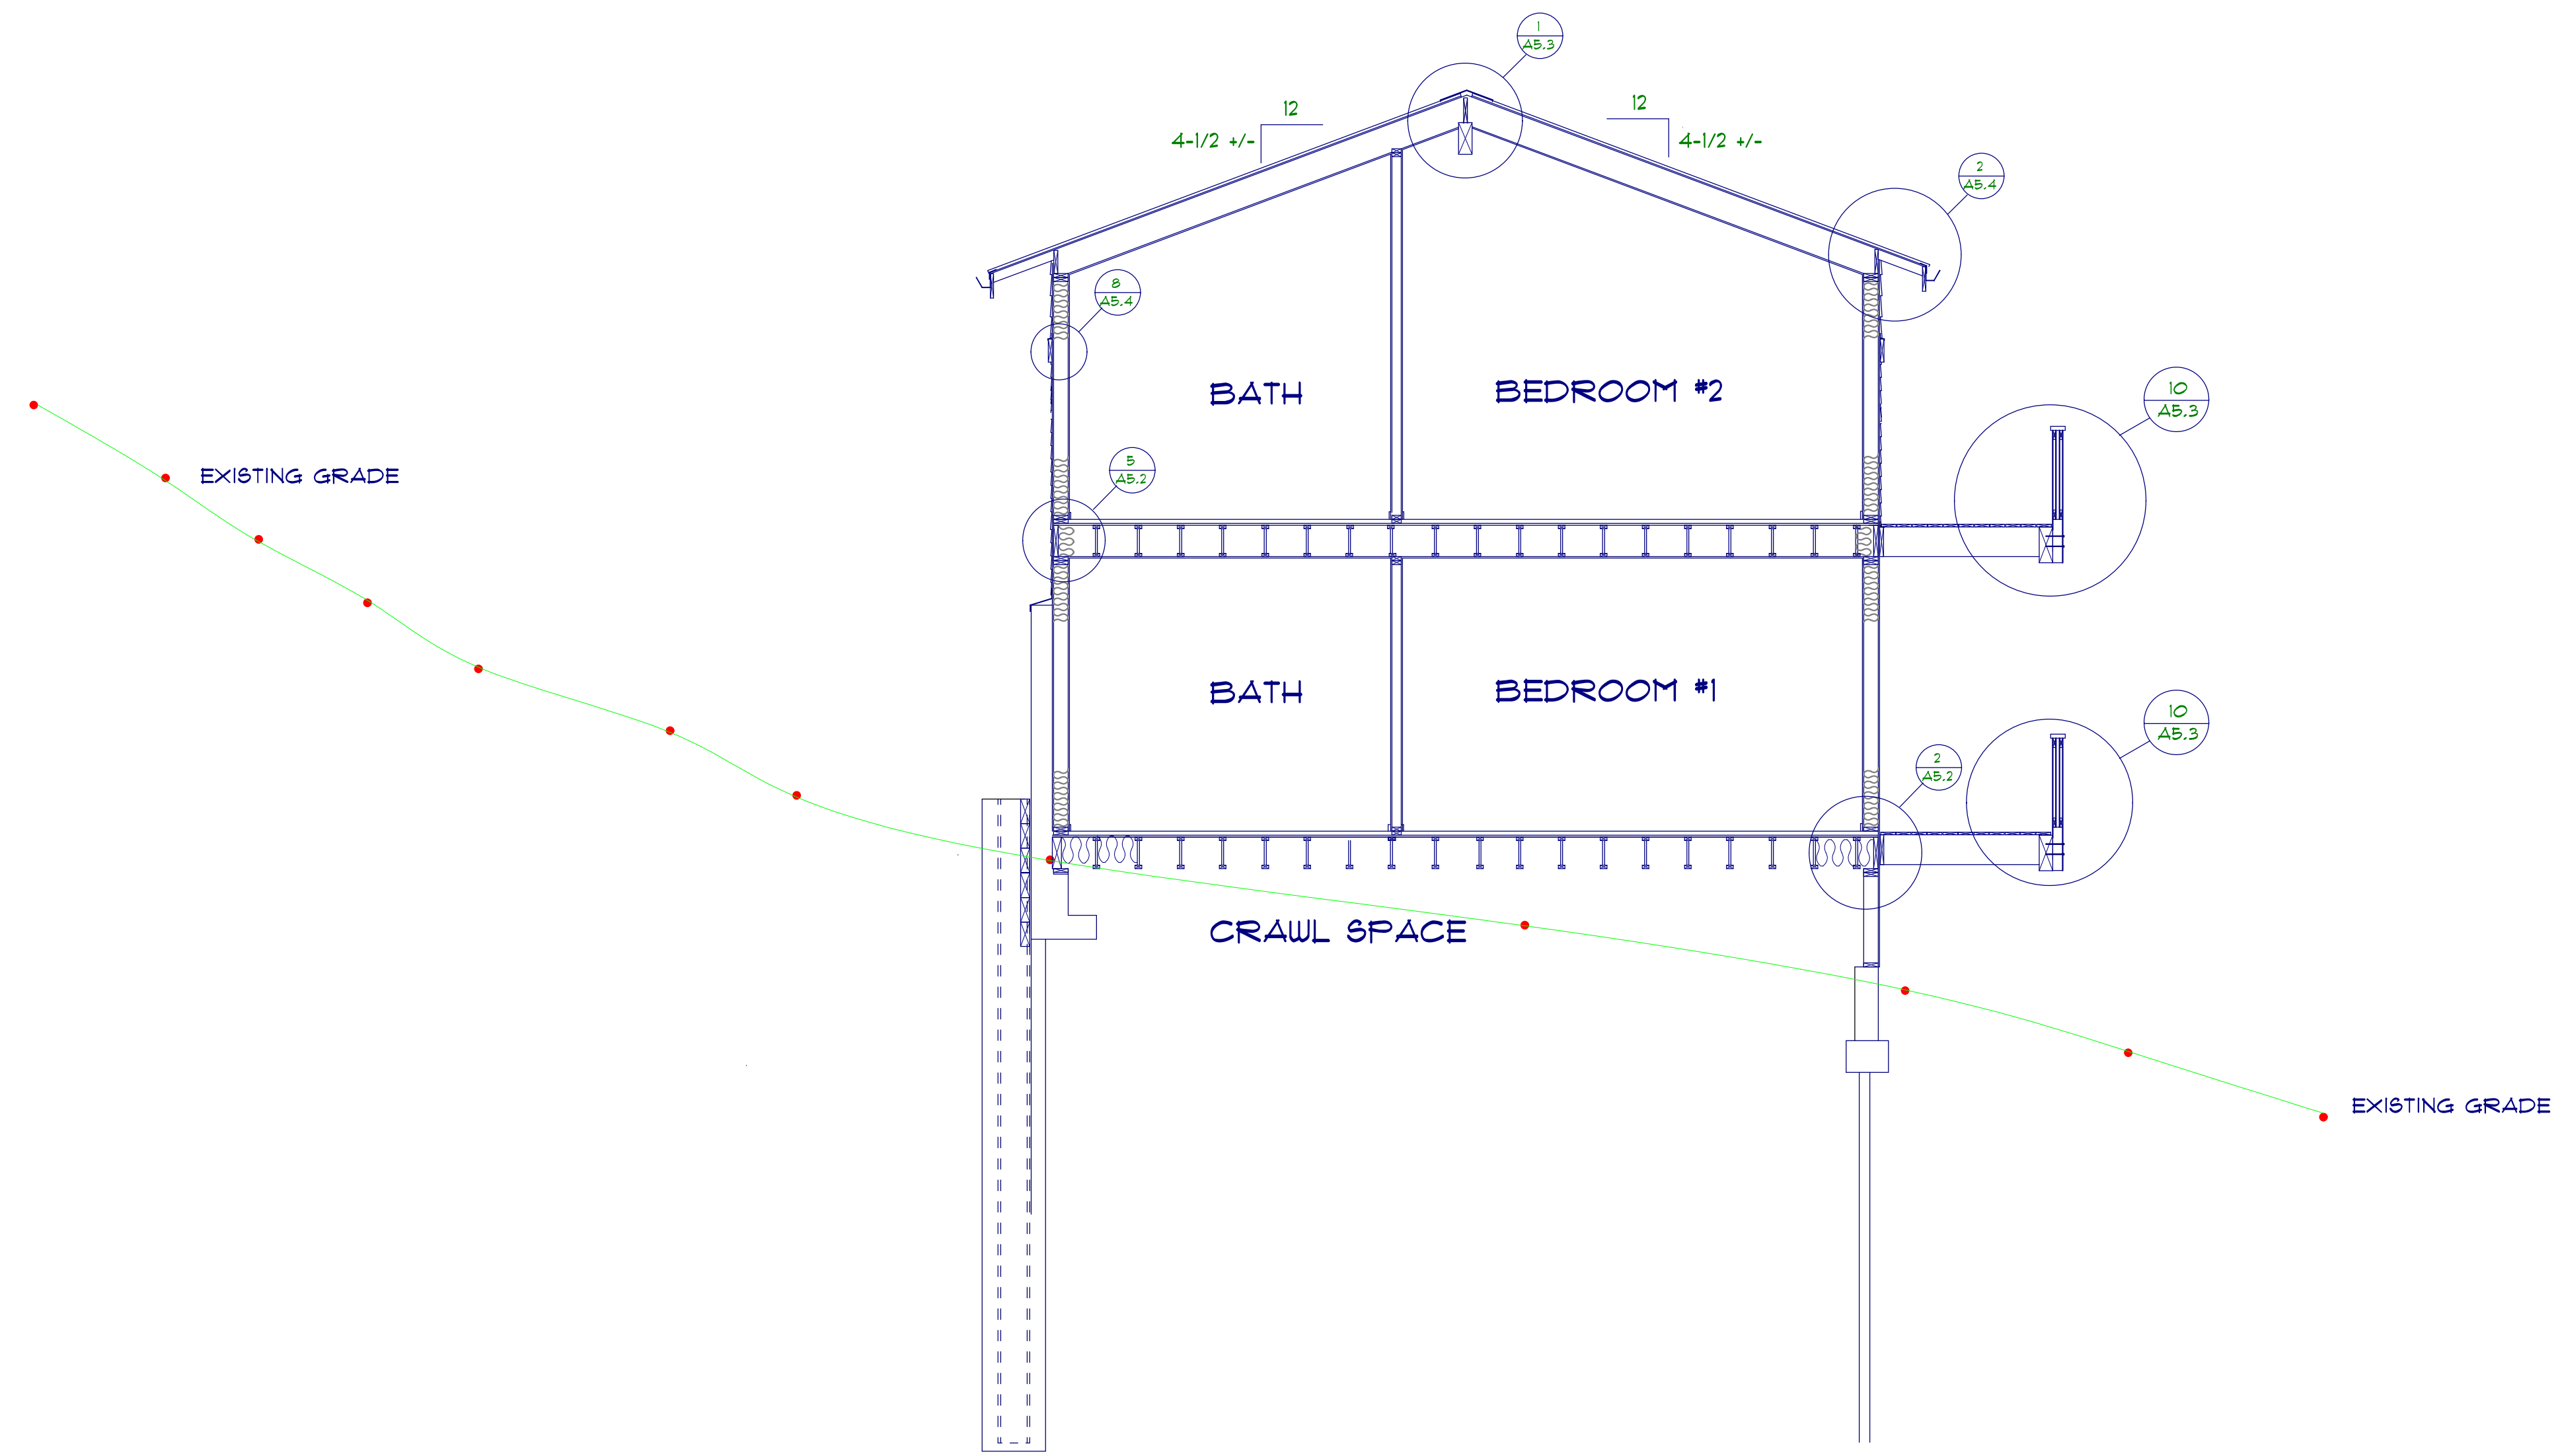 1
A5.3
12
12
4-1/2 +/-
4-1/2 +/-
2
A5.4
8
A5.4
BATH
BEDROOM #2
10
A5.3
EXISTING GRADE
5
A5.2
BATH
BEDROOM #1
10
A5.3
2
A5.2
CRAWL SPACE
EXISTING GRADE